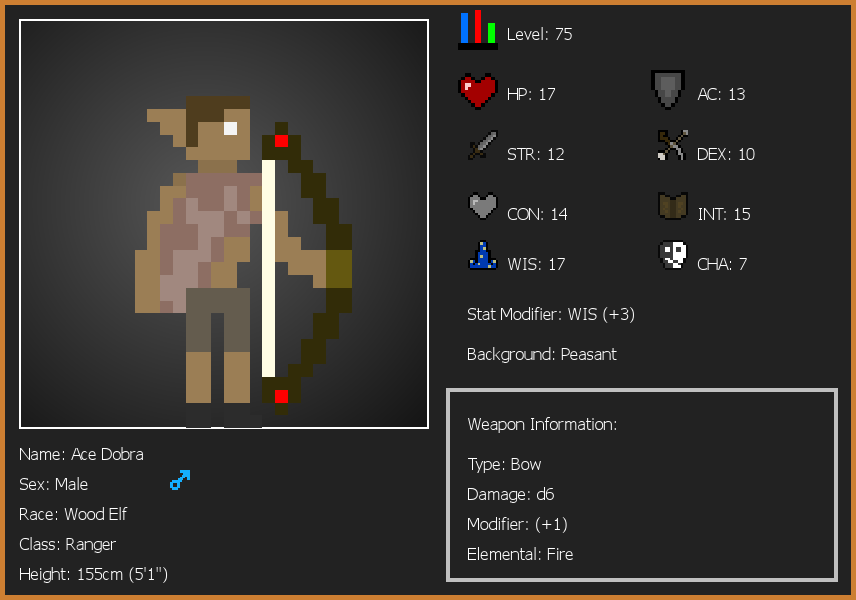 Level: 75
HP: 17
AC: 13
STR: 12
DEX: 10
CON: 14
INT: 15
WIS: 17
CHA: 7
Stat Modifier: WIS (+3)
Background: Peasant
Weapon Information:
Type: Bow
Damage: d6
Modifier: (+1)
Elemental: Fire
Name: Ace Dobra
Sex: Male
Race: Wood Elf
Class: Ranger
Height: 155cm (5'1")